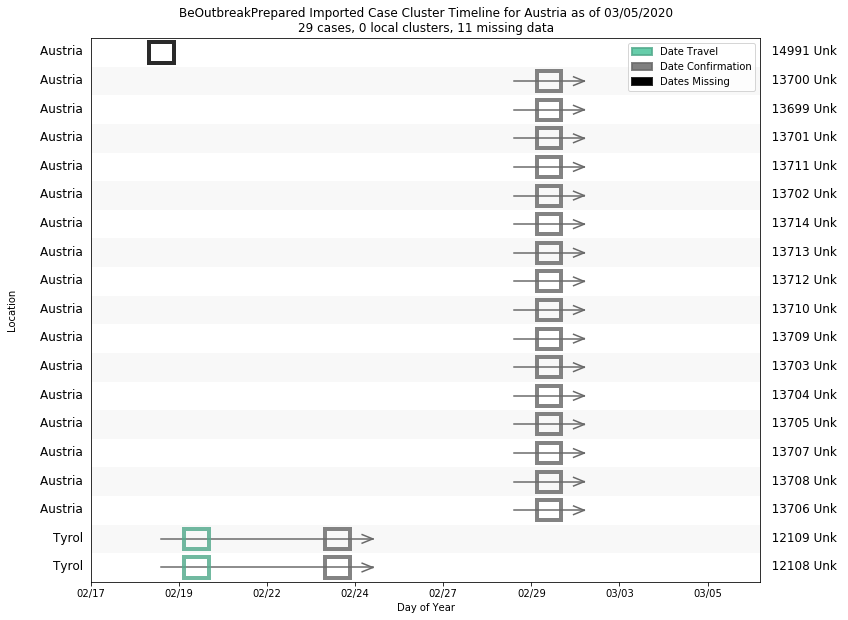 BeOutbreakPrepared Imported Case Cluster Timeline for Austria as of 03/05/2020
29 cases, 0 local clusters, 11 missing data
Date Travel
Date Confirmation
Dates Missing
Location
Austria 14991 Unk
Austria 13700 Unk
Austria 13699 Unk
Austria 13701 Unk
Austria 13711 Unk
Austria 13702 Unk
Austria 13714 Unk
Austria 13713 Unk
Austria 13712 Unk
Austria 13710 Unk
Austria 13709 Unk
Austria 13703 Unk
Austria 13704 Unk
Austria 13705 Unk
Austria 13707 Unk
Austria 13708 Unk
Austria 13706 Unk
Tyrol 12109 Unk
Tyrol 12108 Unk
02/17 02/19 02/22 02/24 02/27 02/29 03/03 03/05
Day of Year